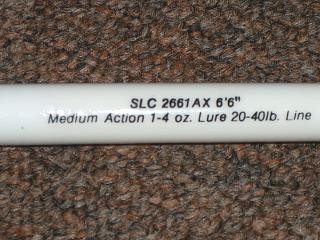 SLC 2661AX 6'6"
Medium Action 1-4 oz. Lure 20-40lb. Line